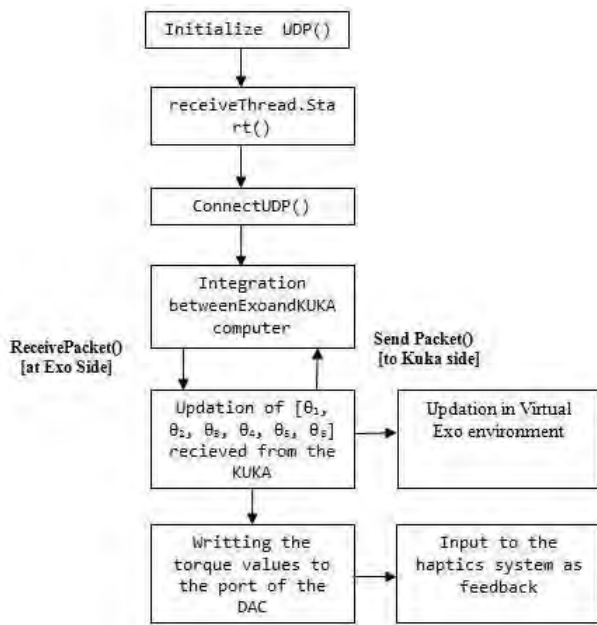 Initialize UDP()
receiveThread.Sta
rt()
ConnectUDP()
Integration
betweenExoandKUKA
computer
ReceivePacket()
[at Exo Side]
Send Packet()
[to Kuka side]
Updation of [θ₁,
θ₂, θ₃, θ₄, θ₅, θ₆]
recieved from the
KUKA
Updation in Virtual
Exo environment
Writting the
torque values to
the port of the
DAC
Input to the
haptics system as
feedback